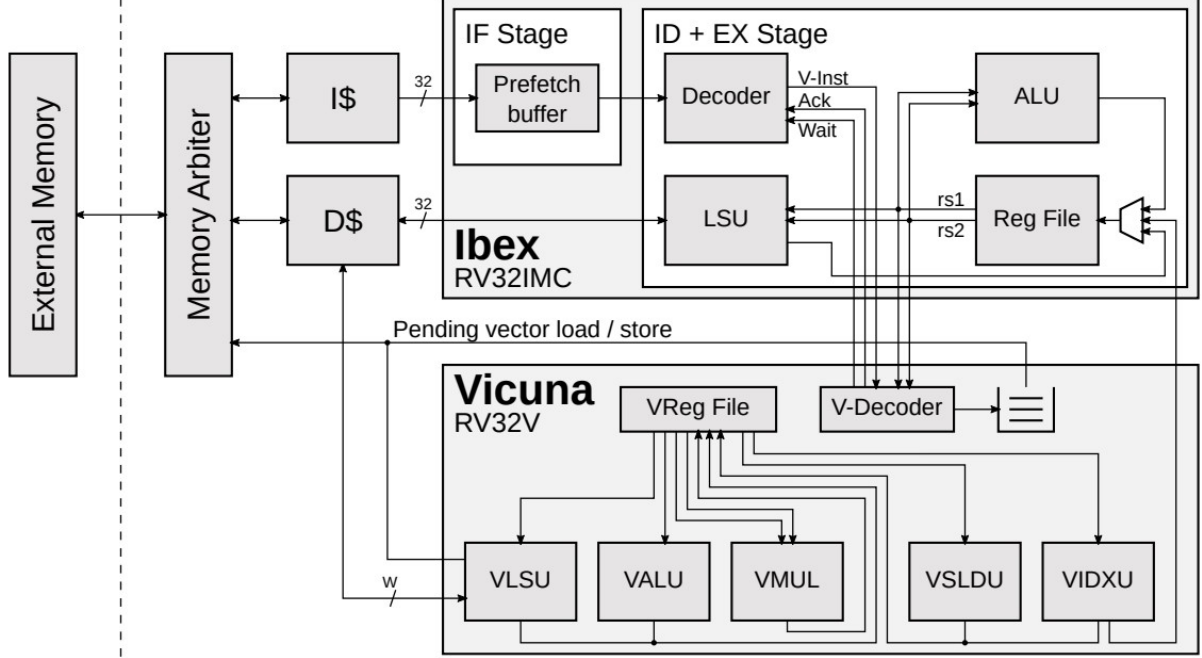 External Memory
Memory Arbiter
I$
D$
32
32
IF Stage
Prefetch
buffer
ID + EX Stage
Decoder
V-Inst
Ack
Wait
ALU
LSU
rs1
rs2
Reg File
Ibex
RV32IMC
Pending vector load / store
Vicuna
RV32V
VReg File
V-Decoder
w
VLSU
VALU
VMUL
VSLDU
VIDXU